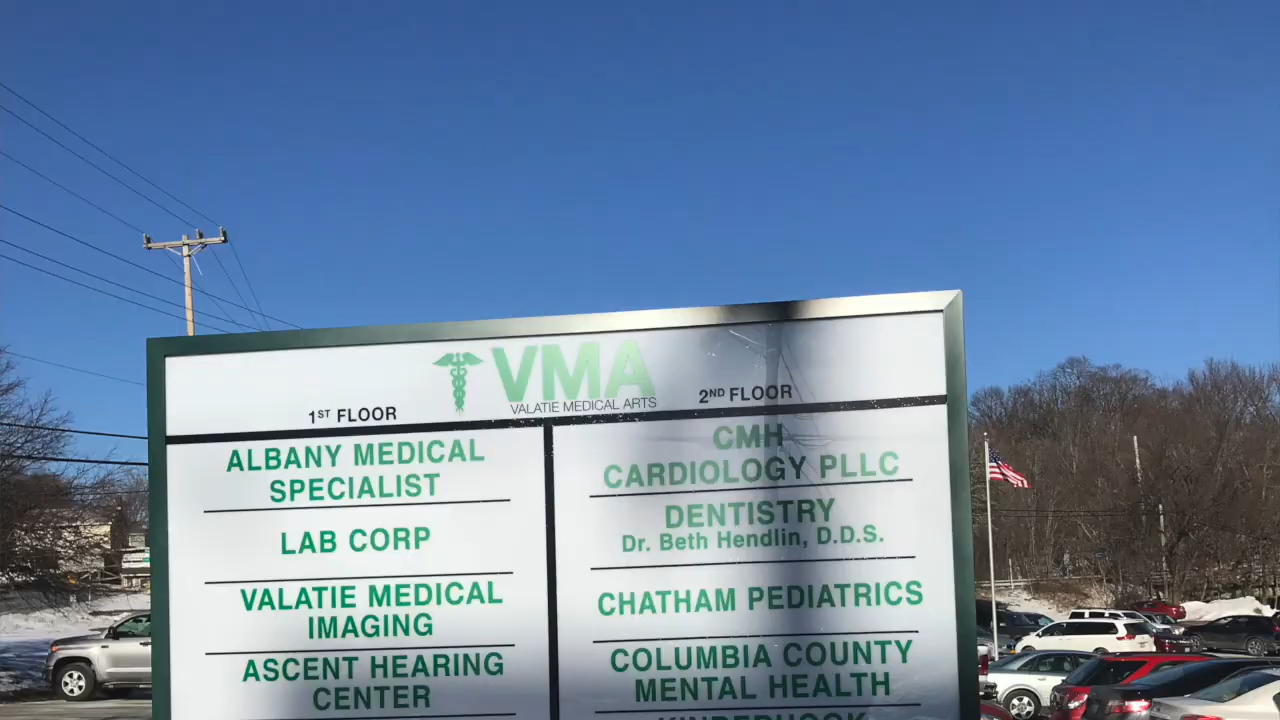 VMA
VALATIE MEDICAL ARTS
1ST FLOOR
ALBANY MEDICAL
SPECIALIST
LAB CORP
VALATIE MEDICAL
IMAGING
ASCENT HEARING
CENTER
2ND FLOOR
CMH
CARDIOLOGY PLLC
DENTISTRY
Dr. Beth Hendlin, D.D.S.
CHATHAM PEDIATRICS
COLUMBIA COUNTY
MENTAL HEALTH
KINDERHOOK